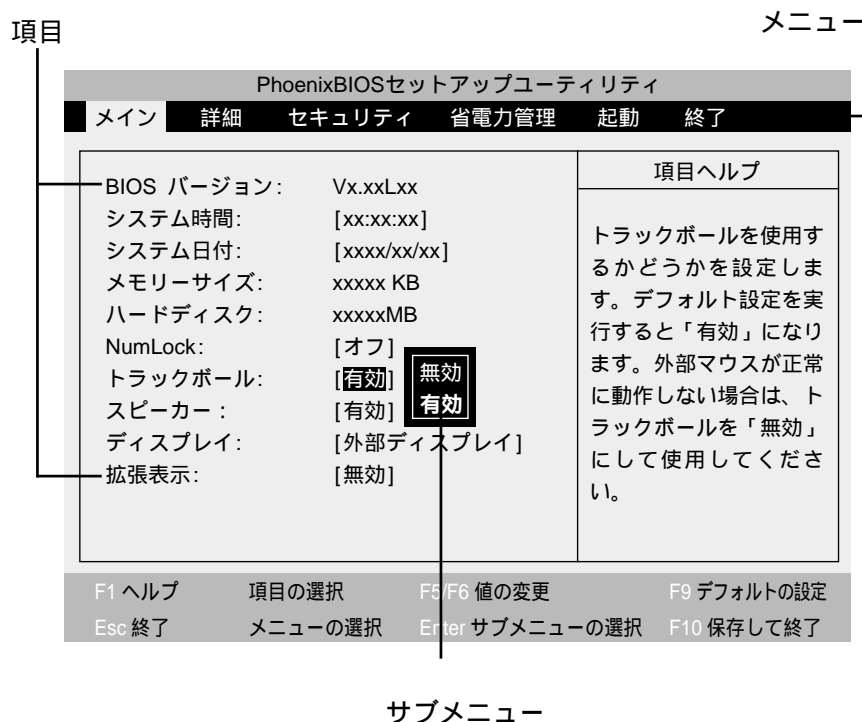 項目
メニュー
PhoenixBIOSセットアップユーティリティ
メイン 詳細 セキュリティ 省電力管理 起動 終了
BIOS バージョン: Vx.xxLxx
システム時間: [xx:xx:xx]
システム日付: [xxxx/xx/xx]
メモリーサイズ: xxxxx KB
ハードディスク: xxxxxMB
NumLock: [オフ]
トラックボール: [有効]
スピーカー: [有効]
ディスプレイ: [外部ディスプレイ]
拡張表示: [無効]
無効
有効
項目ヘルプ
トラックボールを使用す
るかどうかを設定しま
す。デフォルト設定を実
行すると「有効」になり
ます。外部マウスが正常
に動作しない場合は、ト
ラックボールを「無効」
にして使用してくださ
い。
F1 ヘルプ 項目の選択 F5/F6 値の変更 F9 デフォルトの設定
Esc 終了 メニューの選択 Enter サブメニューの選択 F10 保存して終了
サブメニュー